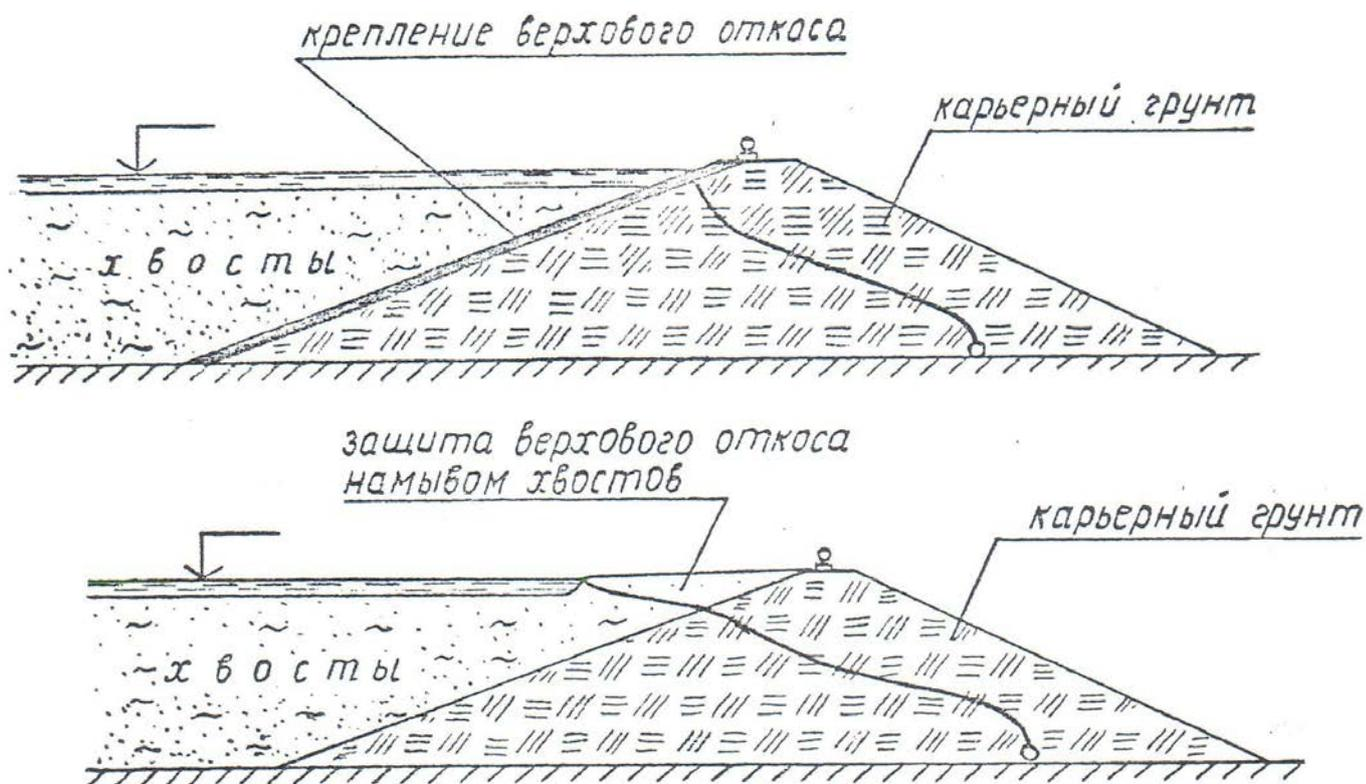 крепление верхового откоса
карьерный грунт
хвосты
защита верхового откоса
намывом хвостов
карьерный грунт
хвосты